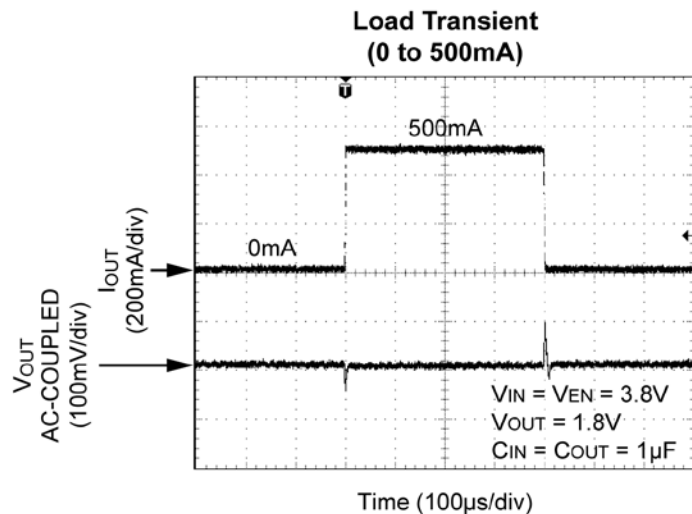 Load Transient
(0 to 500mA)
T
500mA
0mA
IOUT
(200mA/div)
VOUT
AC-COUPLED
(100mV/div)
VIN = VEN = 3.8V
VOUT = 1.8V
CIN = COUT = 1µF
Time (100µs/div)